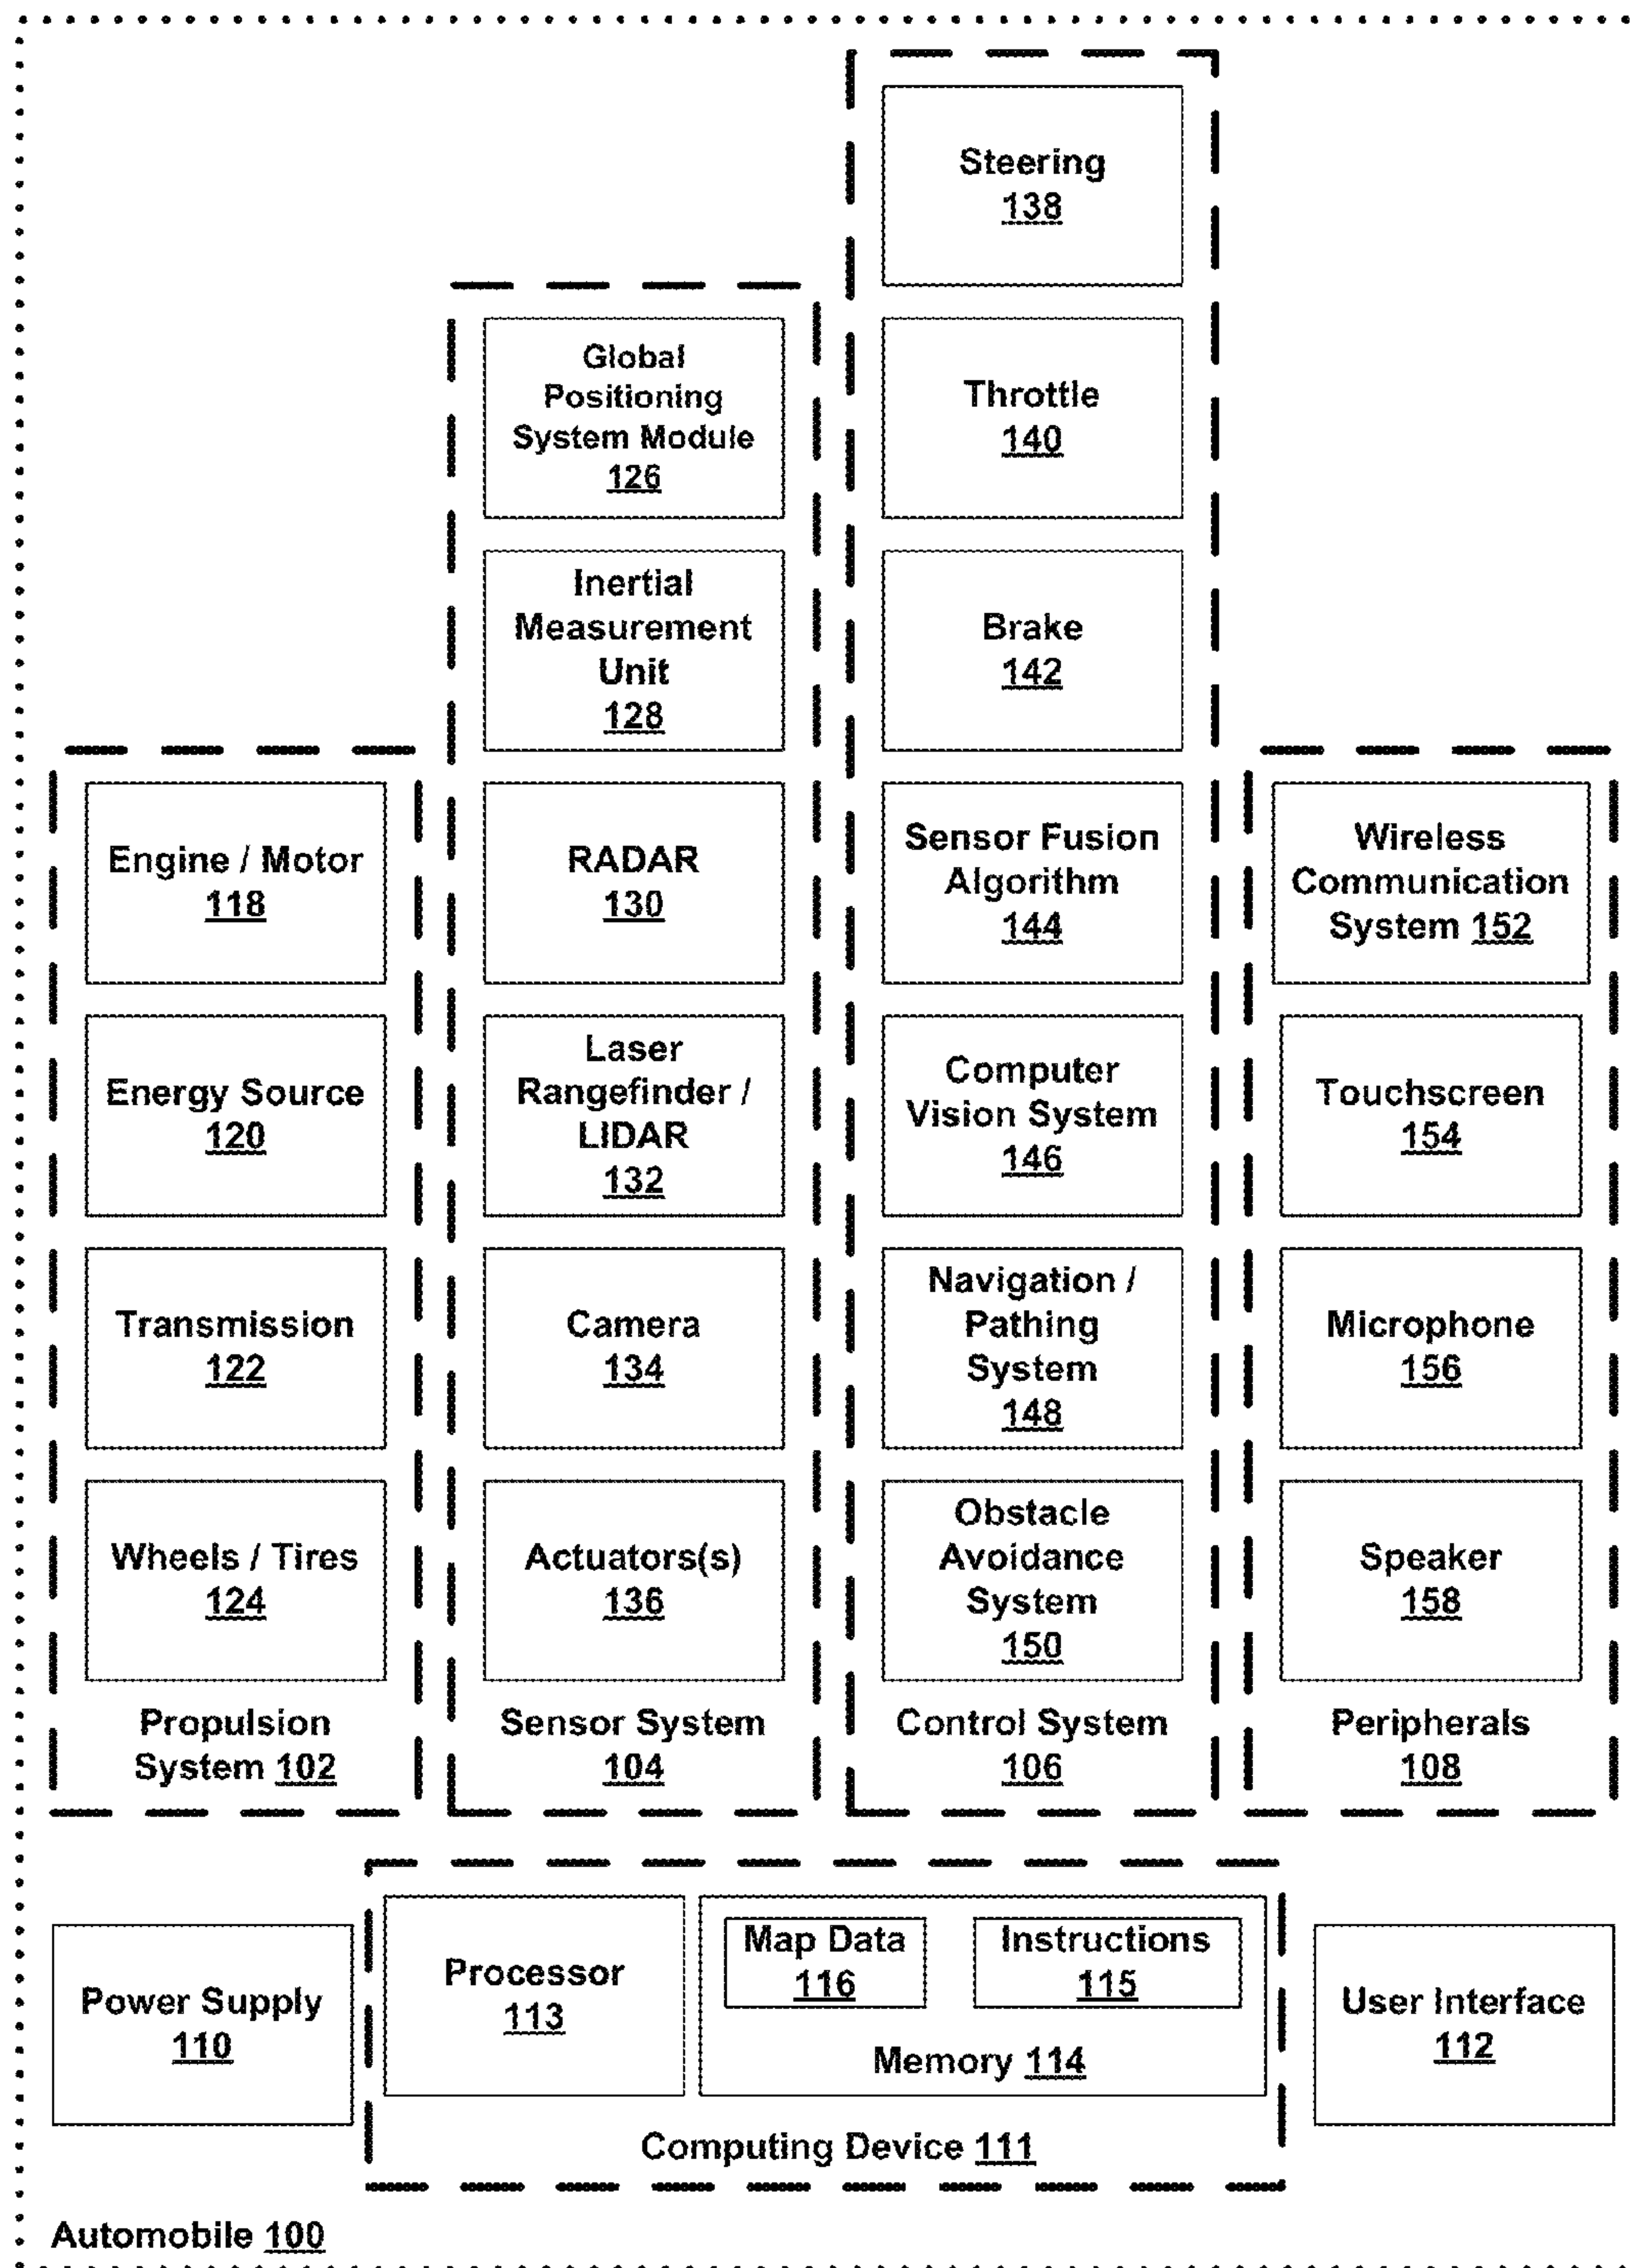 Steering
138
Throttle
140
Brake
142
Sensor Fusion
Algorithm
144
Computer
Vision System
146
Navigation /
Pathing
System
148
Obstacle
Avoidance
System
150
Control System
106
Global
Positioning
System Module
126
Inertial
Measurement
Unit
128
RADAR
130
Laser
Rangefinder /
LIDAR
132
Camera
134
Actuators(s)
136
Sensor System
104
Engine / Motor
118
Energy Source
120
Transmission
122
Wheels / Tires
124
Propulsion
System 102
Wireless
Communication
System 152
Touchscreen
154
Microphone
156
Speaker
158
Peripherals
108
Power Supply
110
Processor
113
Map Data
116
Instructions
115
Memory 114
Computing Device 111
User Interface
112
Automobile 100